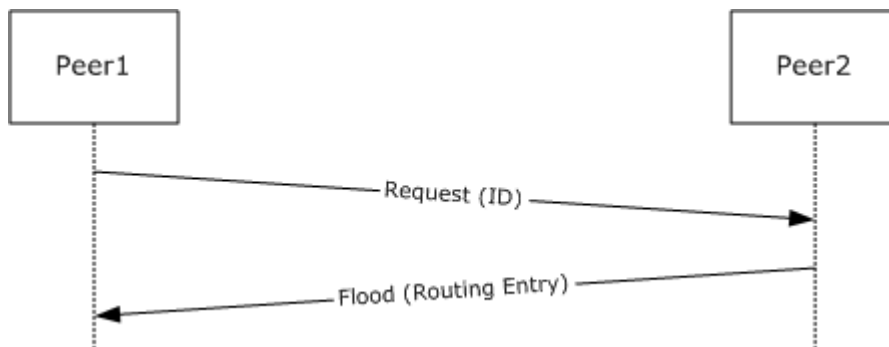 Peer1
Peer2
Request (ID)
Flood (Routing Entry)